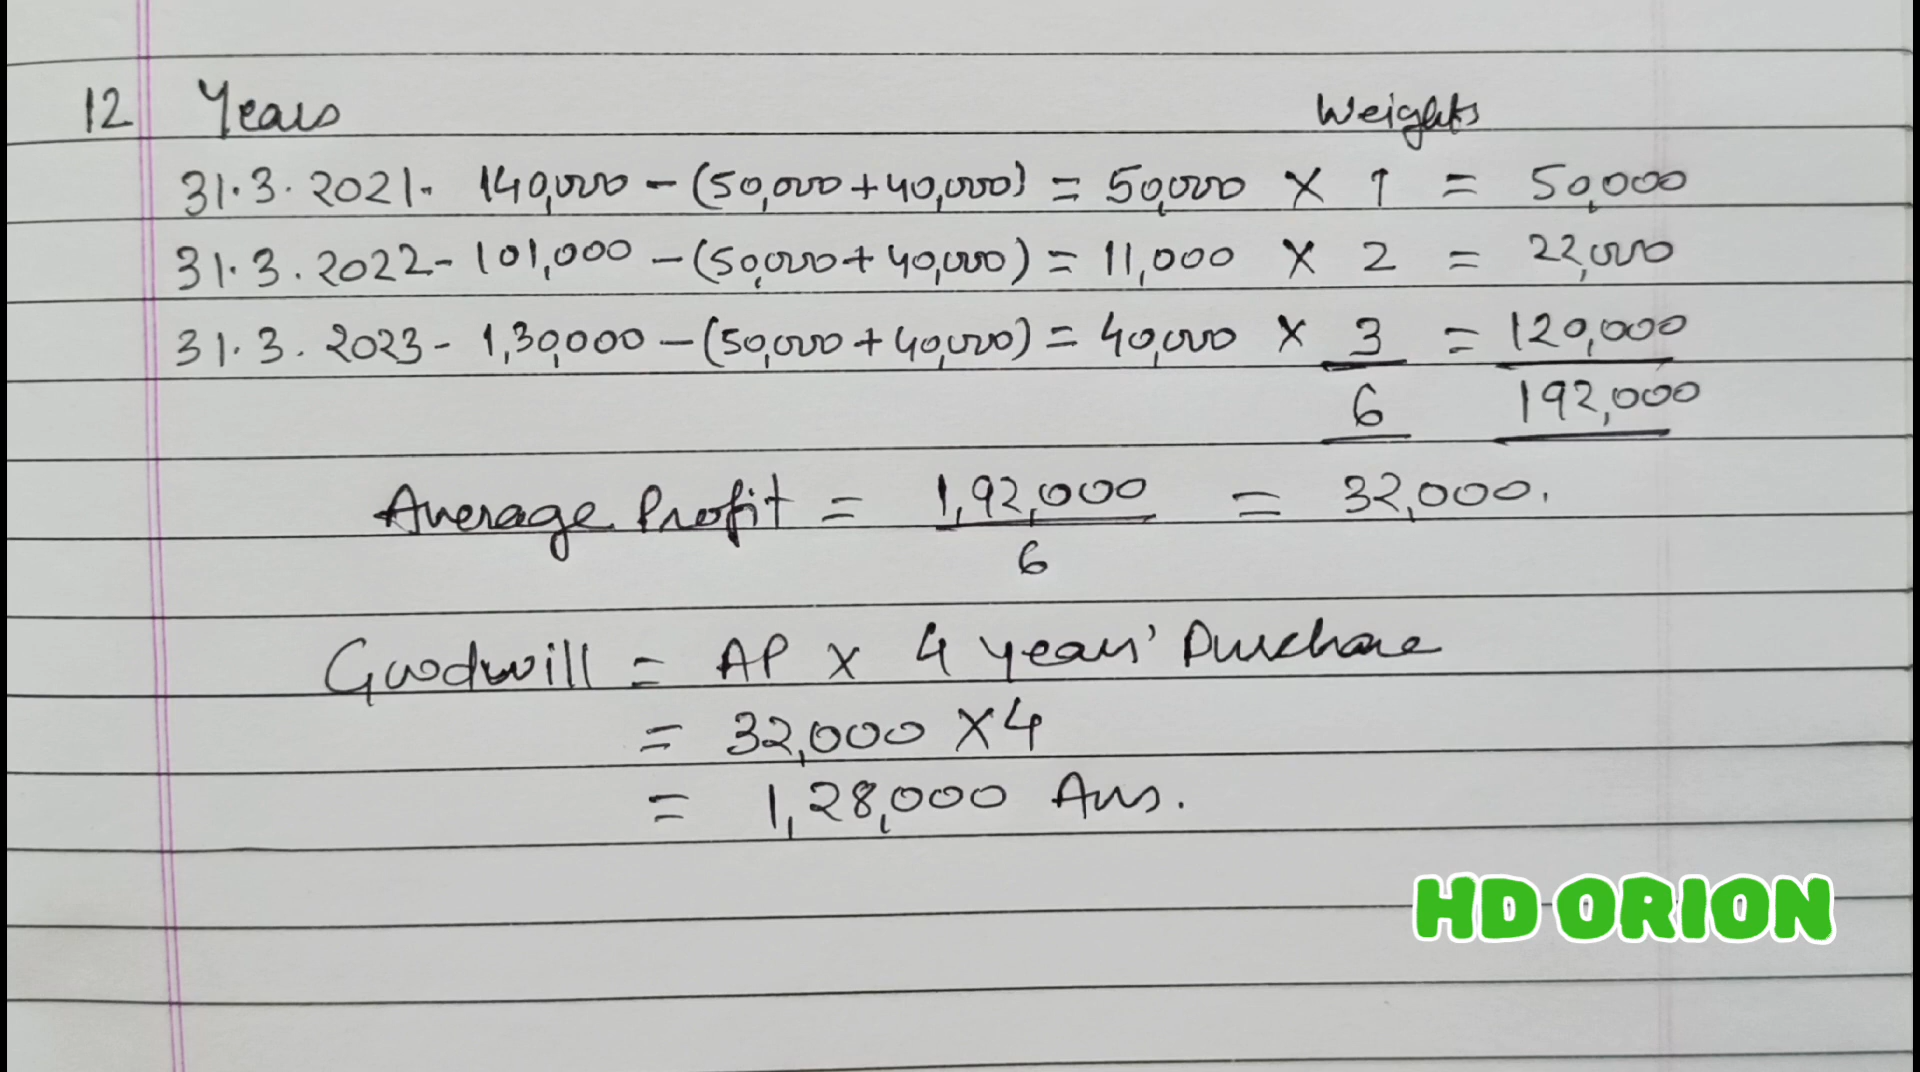 12 Years Weights
31.3.2021. 140,000 - (50,000 + 40,000) = 50,000 X 1 = 50,000
31.3.2022 - 101,000 - (50,000 + 40,000) = 11,000 X 2 = 22,000
31.3.2023 - 1,30,000 - (50,000 + 40,000) = 40,000 X 3 = 120,000
6 192,000
Average Profit = 1,92,000 = 32,000.
6
Goodwill = AP X 4 years' Purchase
= 32,000 X 4
= 1,28,000 Ans.
HD ORION